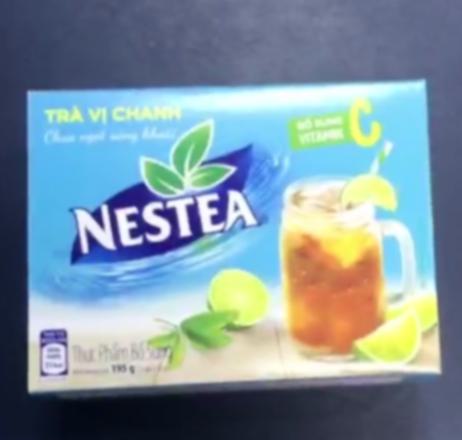 TRÀ VỊ CHANH
Chua ngọt sảng khoái
BỔ SUNG
VITAMIN C
NESTEA
Thực Phẩm Bổ Sung
195 g